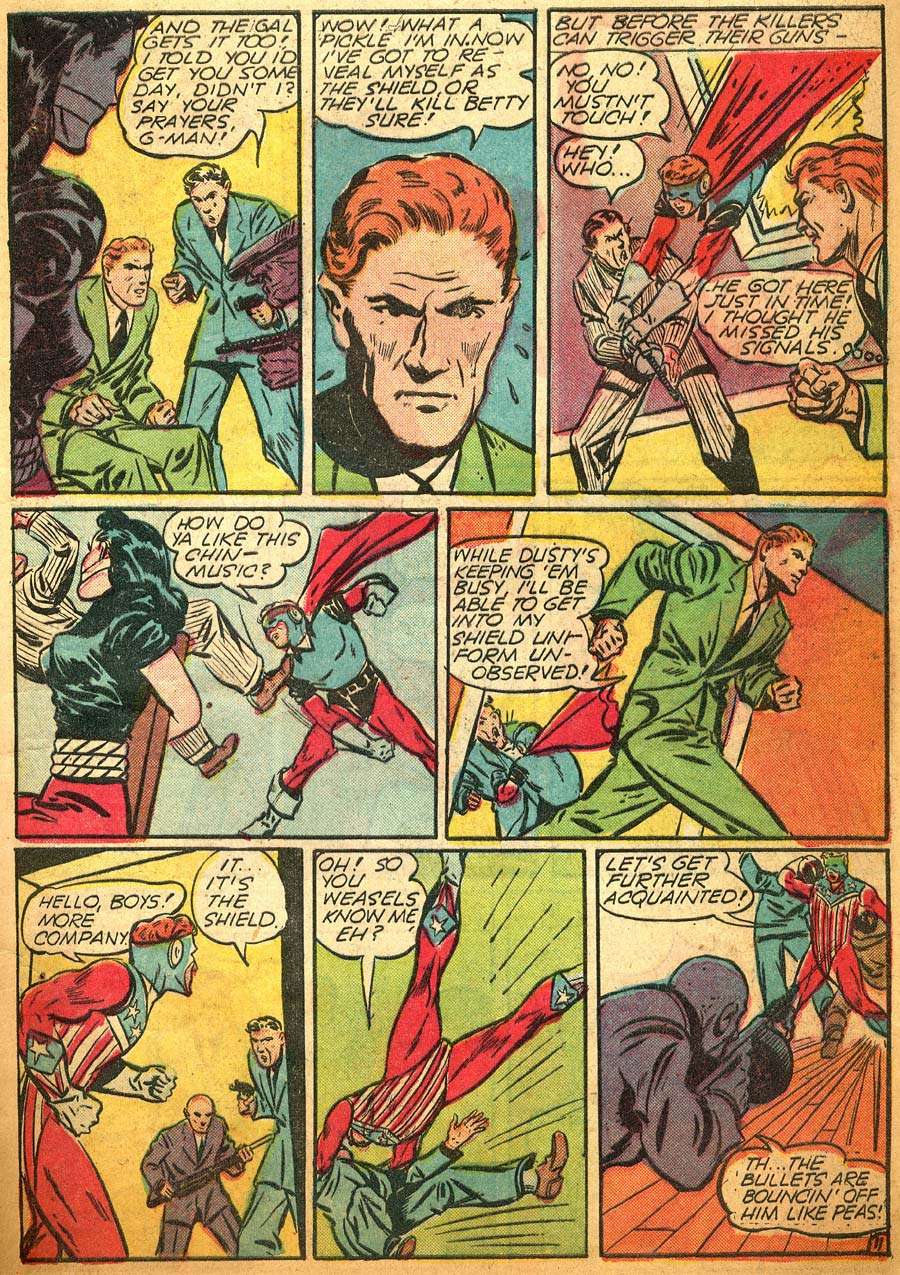 AND THE GAL
GETS IT TOO,
I TOLD YOU I'D
GET YOU SOME
DAY, DIDN'T I?
SAY YOUR
PRAYERS
G-MAN!
WOW! WHAT A
PICKLE I'M IN. NOW
I'VE GOT TO RE-
VEAL MYSELF AS
THE SHIELD, OR
THEY'LL KILL BETTY
SURE!
BUT BEFORE THE KILLERS
CAN TRIGGER THEIR GUNS-
NO, NO!
YOU
MUSTN'T
TOUCH!
HEY!
WHO...
HE GOT HERE
JUST IN TIME!
I THOUGHT HE
MISSED HIS
SIGNALS.
HOW DO
YA LIKE THIS
CHIN-
MUSIC?
WHILE DUSTY'S
KEEPING 'EM
BUSY, I'LL BE
ABLE TO GET
INTO MY
SHIELD UNI-
FORM UN-
OBSERVED!
HELLO, BOYS!
MORE
COMPANY.
IT...
IT'S
THE
SHIELD.
OH! SO
YOU
WEASELS
KNOW ME,
EH?
LET'S GET
FURTHER
ACQUAINTED!
TH...THE
BULLETS ARE
BOUNCIN' OFF
HIM LIKE PEAS!
11